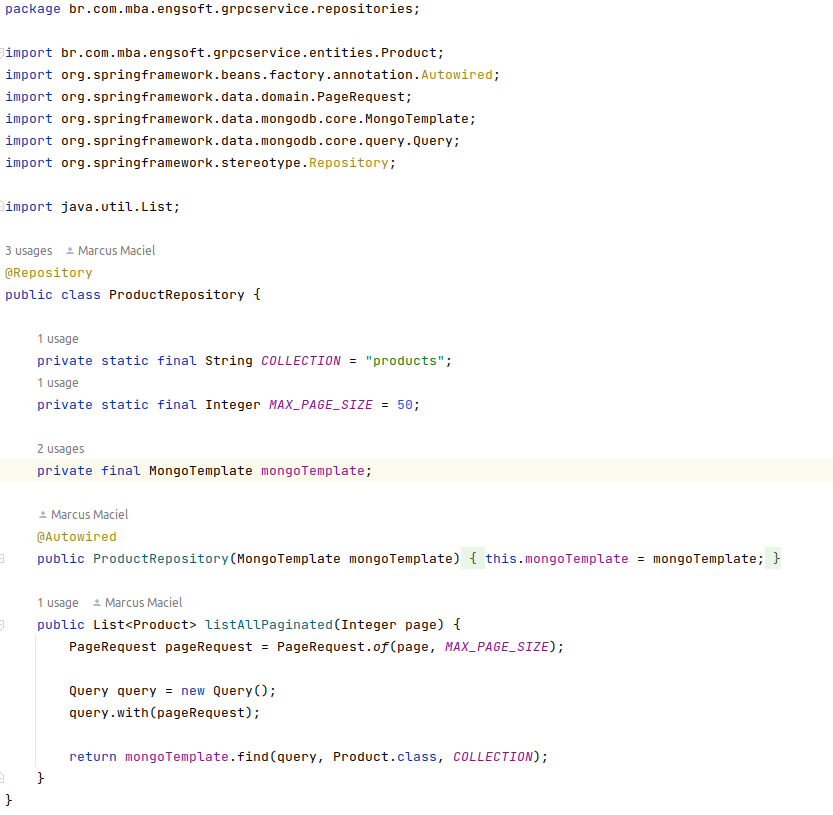 package br.com.mba.engsoft.grpcservice.repositories;
import br.com.mba.engsoft.grpcservice.entities.Product;
import org.springframework.beans.factory.annotation.Autowired;
import org.springframework.data.domain.PageRequest;
import org.springframework.data.mongodb.core.MongoTemplate;
import org.springframework.data.mongodb.core.query.Query;
import org.springframework.stereotype.Repository;
import java.util.List;
3 usages Marcus Maciel
@Repository
public class ProductRepository {
1 usage
private static final String COLLECTION = "products";
1 usage
private static final Integer MAX_PAGE_SIZE = 50;
2 usages
private final MongoTemplate mongoTemplate;
Marcus Maciel
@Autowired
public ProductRepository(MongoTemplate mongoTemplate) { this.mongoTemplate = mongoTemplate; }
1 usage Marcus Maciel
public List<Product> listAllPaginated(Integer page) {
PageRequest pageRequest = PageRequest.of(page, MAX_PAGE_SIZE);
Query query = new Query();
query.with(pageRequest);
return mongoTemplate.find(query, Product.class, COLLECTION);
}
}